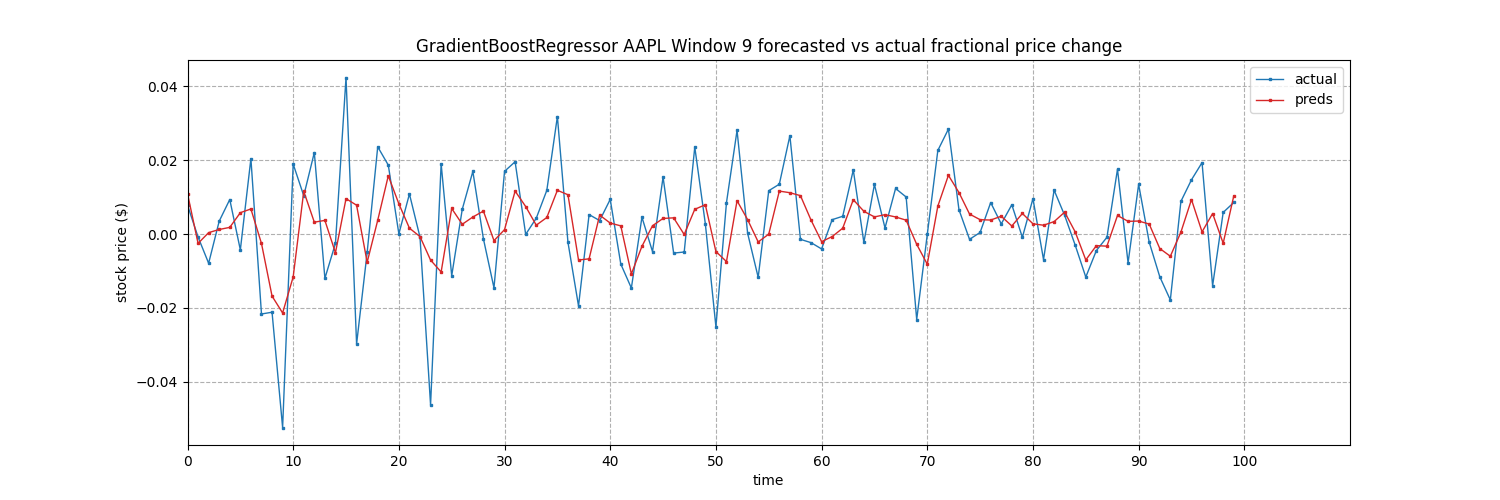 GradientBoostRegressor AAPL Window 9 forecasted vs actual fractional price change
actual
preds
stock price ($)
0.04
0.02
0.00
−0.02
−0.04
0 10 20 30 40 50 60 70 80 90 100
time